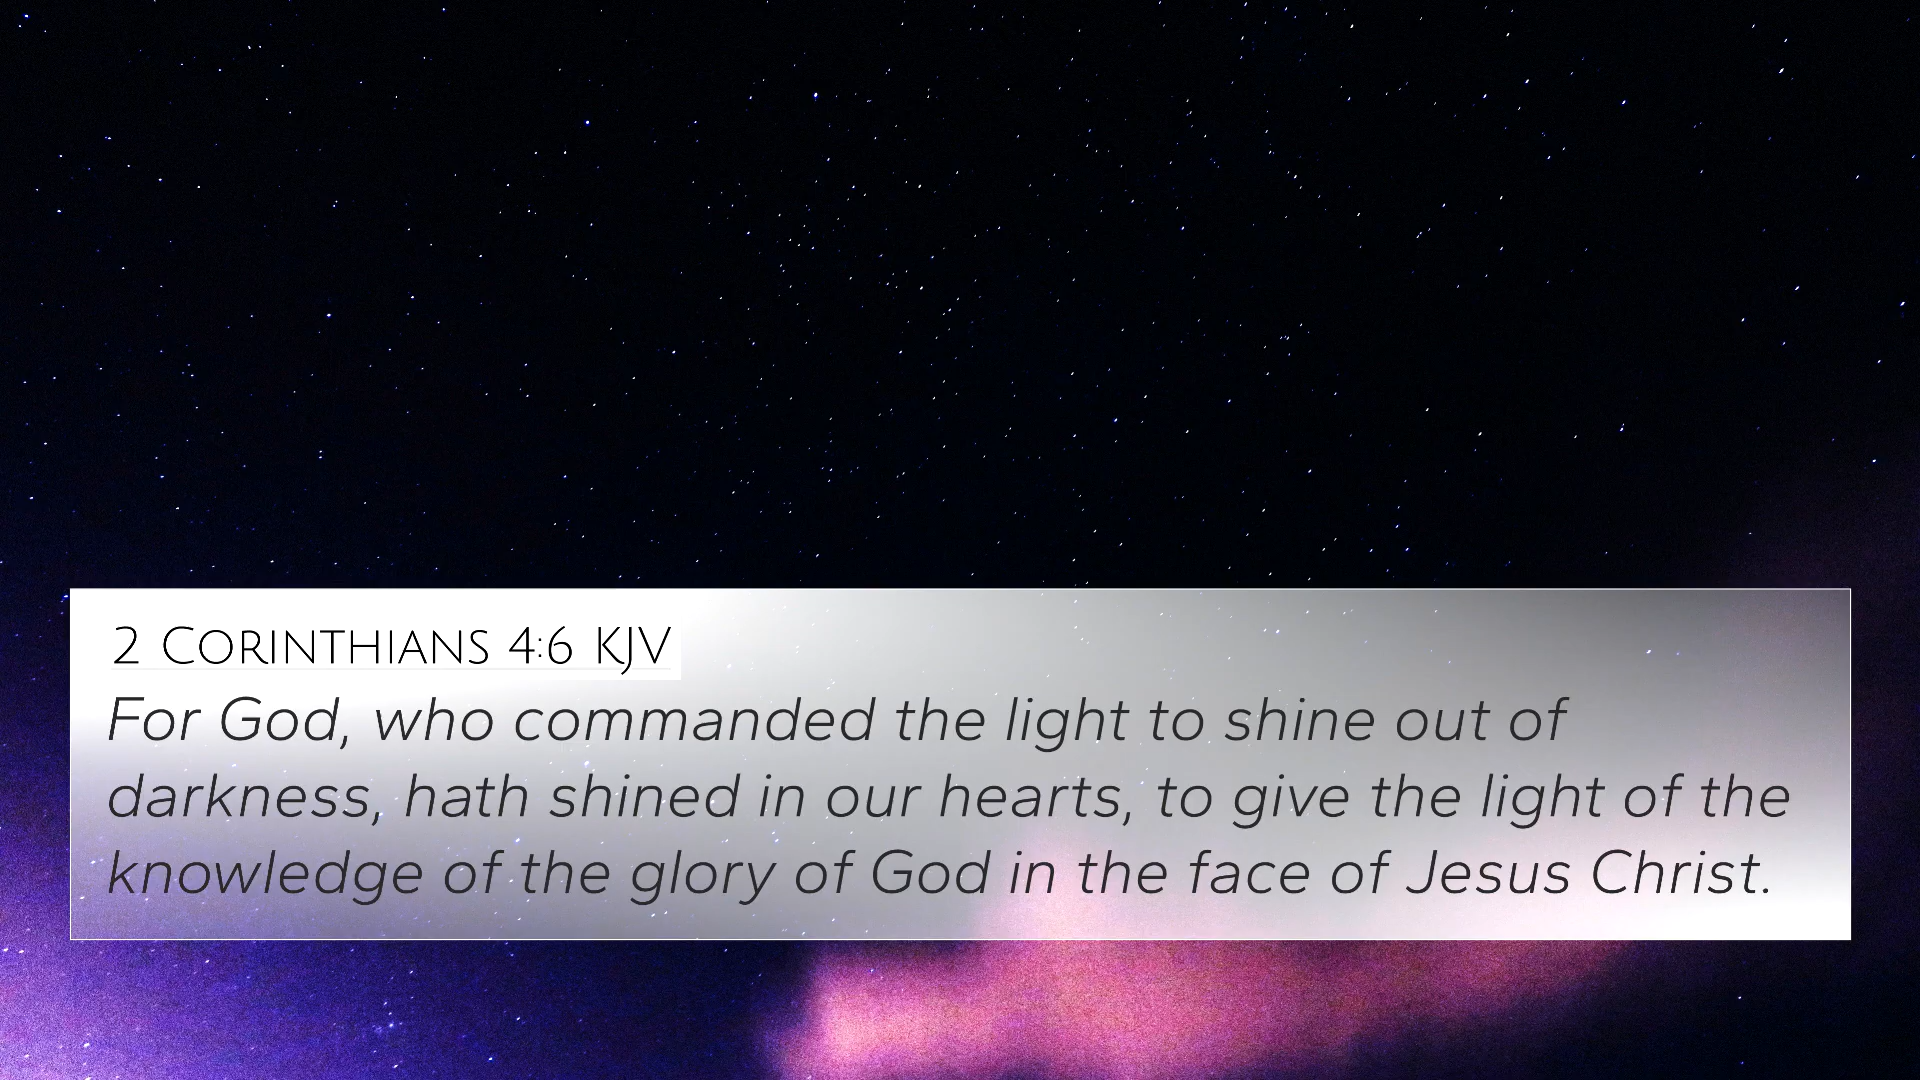 2 Corinthians 4:6 KJV
For God, who commanded the light to shine out of
darkness, hath shined in our hearts, to give the light of the
knowledge of the glory of God in the face of Jesus Christ.